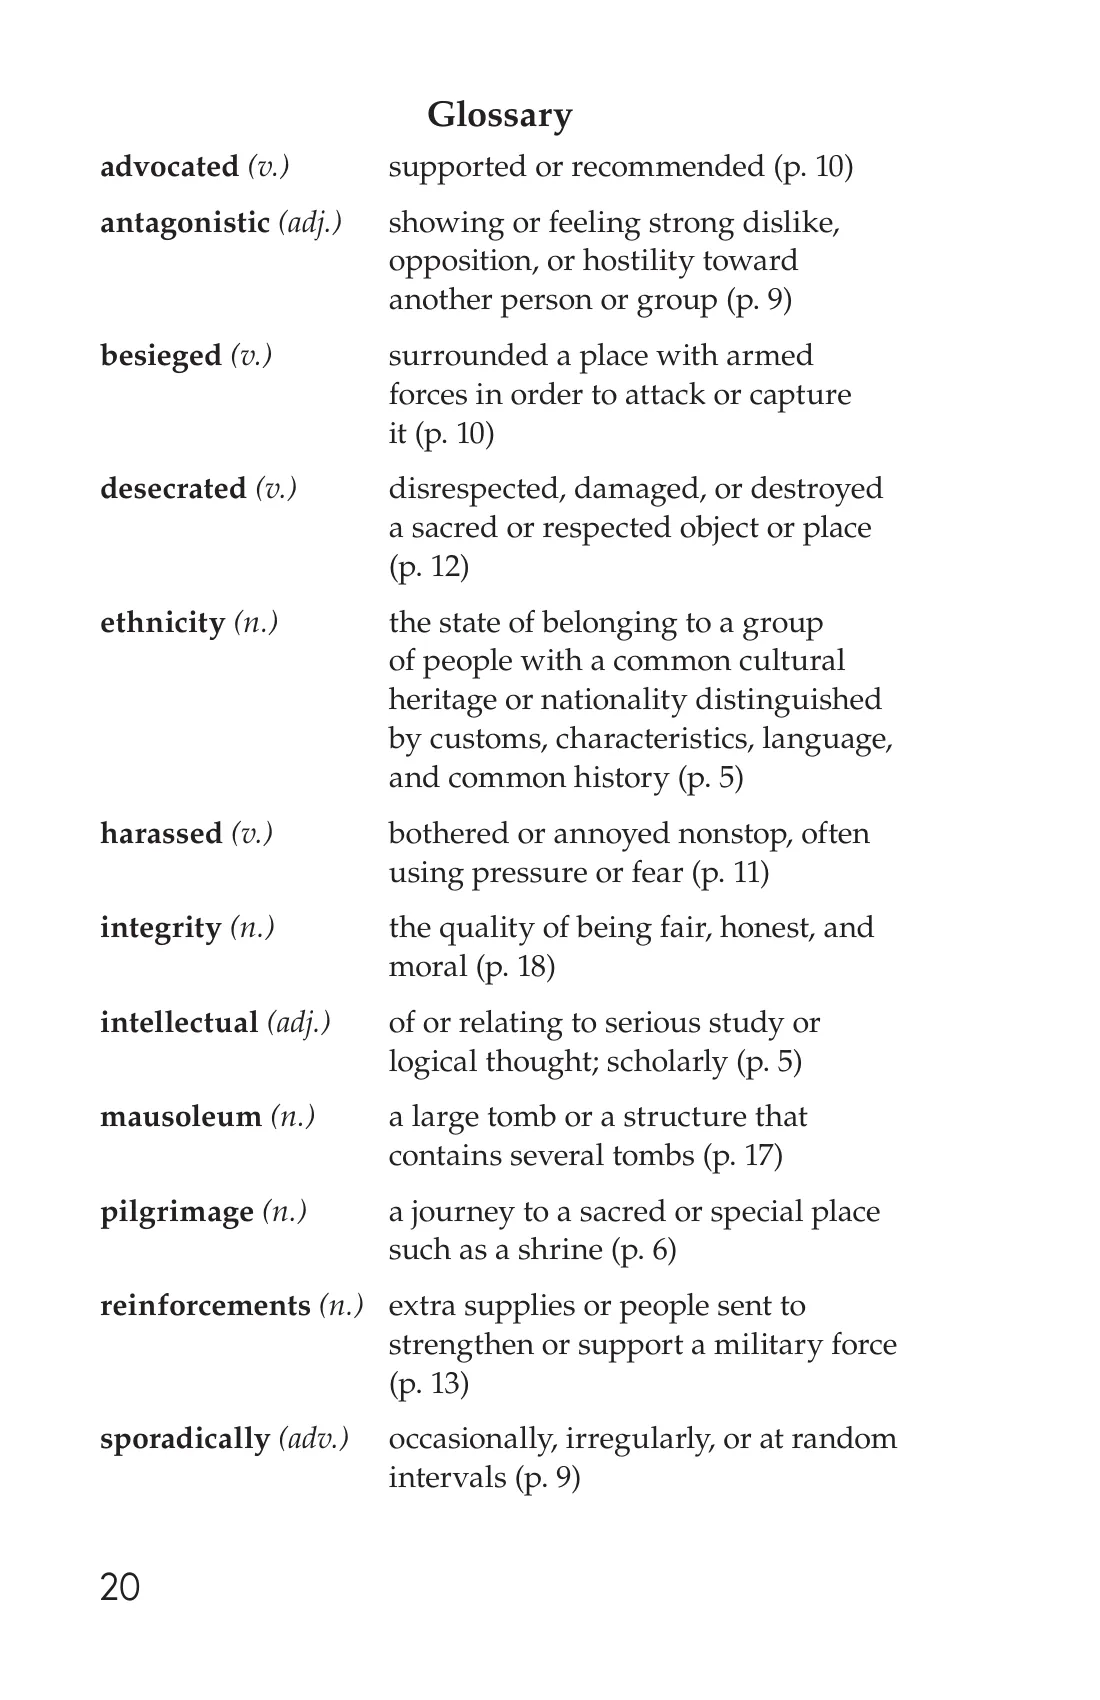 Glossary
advocated (v.) supported or recommended (p. 10)
antagonistic (adj.) showing or feeling strong dislike,
opposition, or hostility toward
another person or group (p. 9)
besieged (v.) surrounded a place with armed
forces in order to attack or capture
it (p. 10)
desecrated (v.) disrespected, damaged, or destroyed
a sacred or respected object or place
(p. 12)
ethnicity (n.) the state of belonging to a group
of people with a common cultural
heritage or nationality distinguished
by customs, characteristics, language,
and common history (p. 5)
harassed (v.) bothered or annoyed nonstop, often
using pressure or fear (p. 11)
integrity (n.) the quality of being fair, honest, and
moral (p. 18)
intellectual (adj.) of or relating to serious study or
logical thought; scholarly (p. 5)
mausoleum (n.) a large tomb or a structure that
contains several tombs (p. 17)
pilgrimage (n.) a journey to a sacred or special place
such as a shrine (p. 6)
reinforcements (n.) extra supplies or people sent to
strengthen or support a military force
(p. 13)
sporadically (adv.) occasionally, irregularly, or at random
intervals (p. 9)
20